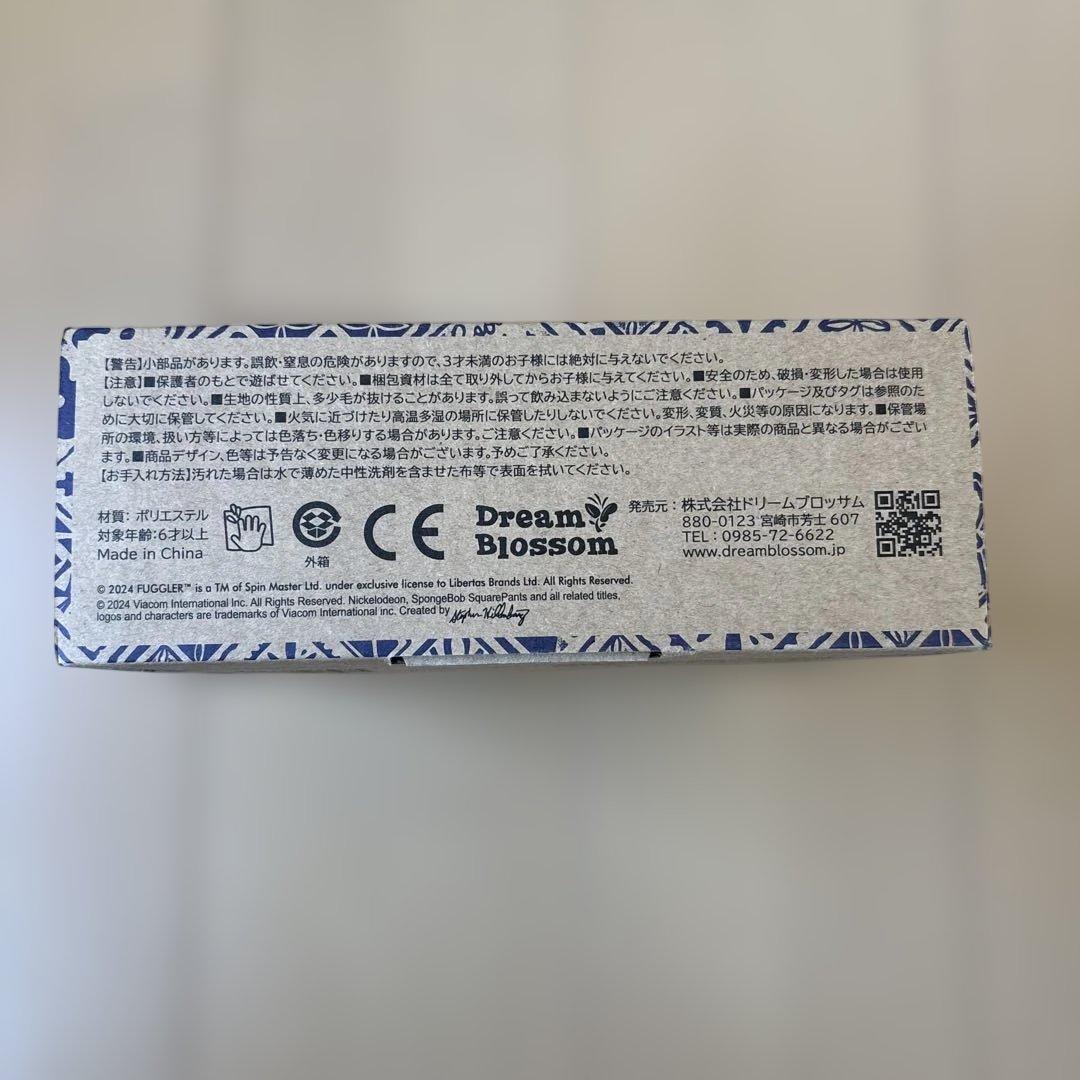 【警告】小部品があります。誤飲・窒息の危険がありますので、3才未満のお子様には絶対に与えないでください。
【注意】■保護者のもとで遊ばせてください。■梱包資材は全て取り外してからお子様に与えてください。■安全のため、破損・変形した場合は使用
しないでください。■生地の性質上、多少毛が抜けることがあります。誤って飲み込まないようにご注意ください。■パッケージ及びタグは参照のた
めに大切に保管してください。■火気に近づけたり高温多湿の場所に保管したりしないでください。変形、変質、火災等の原因になります。■保管場
所の環境、扱い方等によっては色落ち・色移りする場合があります。ご注意ください。■パッケージのイラスト等は実際の商品と異なる場合がござい
ます。■商品デザイン、色等は予告なく変更になる場合がございます。予めご了承ください。
【お手入れ方法】汚れた場合は水で薄めた中性洗剤を含ませた布等で表面を拭いてください。
材質：ポリエステル
対象年齢:6才以上
Made in China
外箱
CE
Dream
Blossom
発売元：株式会社ドリームブロッサム
880-0123 宮崎市芳士 607
TEL：0985-72-6622
www.dreamblossom.jp
© 2024 FUGGLER™ is a TM of Spin Master Ltd. under exclusive license to Libertas Brands Ltd. All Rights Reserved.
© 2024 Viacom International Inc. All Rights Reserved. Nickelodeon, SpongeBob SquarePants and all related titles,
logos and characters are trademarks of Viacom International inc. Created by Stephen Hillenburg